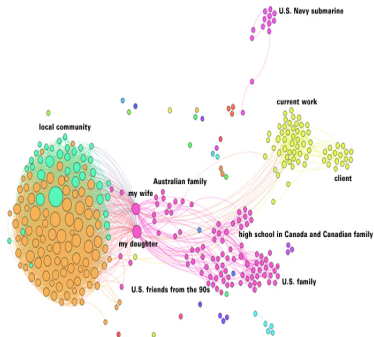 U.S. Navy submarine
current work
local community
client
Australian family
my wife
high school in Canada and Canadian family
my daughter
U.S. family
U.S. friends from the 90s